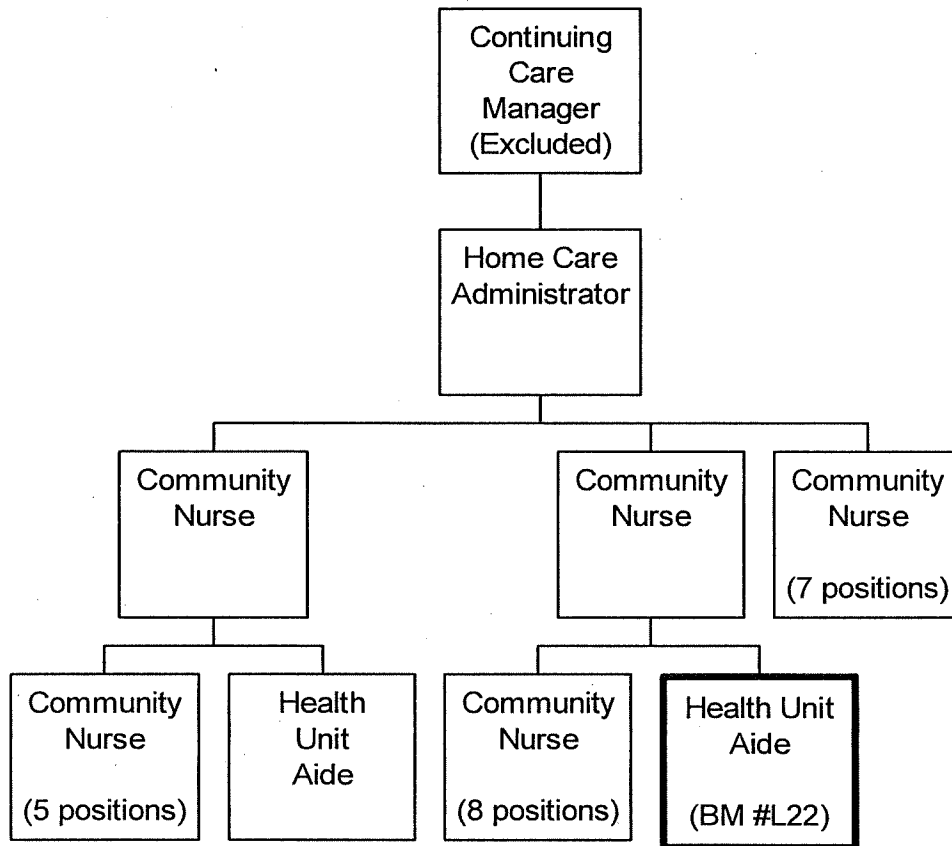 Continuing
Care
Manager
(Excluded)
Home Care
Administrator
Community
Nurse
Community
Nurse
Community
Nurse
(7 positions)
Community
Nurse
(5 positions)
Health
Unit
Aide
Community
Nurse
(8 positions)
Health Unit
Aide
(BM #L22)